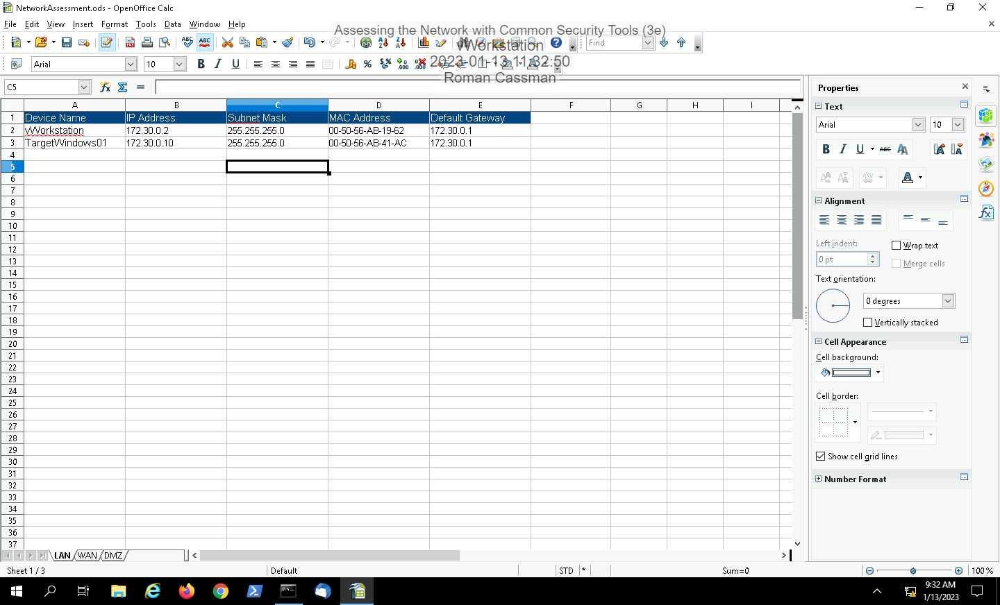 NetworkAssessment.ods - OpenOffice Calc
File Edit View Insert Format Tools Data Window Help
Assessing the Network with Common Security Tools (3e)
vWorkstation
2023-01-13 11:32:50
Roman Cassman
Find
Arial 10
C5
A B C D E F G H I
1 Device Name IP Address Subnet Mask MAC Address Default Gateway
2 vWorkstation 172.30.0.2 255.255.255.0 00-50-56-AB-19-62 172.30.0.1
3 TargetWindows01 172.30.0.10 255.255.255.0 00-50-56-AB-41-AC 172.30.0.1
4
5
6
7
8
9
10
11
12
13
14
15
16
17
18
19
20
21
22
23
24
25
26
27
28
29
30
31
32
33
34
35
36
37
LAN WAN DMZ
Sheet 1 / 3 Default STD * Sum=0 100 %
Properties
Text
Arial 10
B I U ABC AA
Alignment
Left indent:
0 pt
Wrap text
Merge cells
Text orientation:
0 degrees
Vertically stacked
Cell Appearance
Cell background:
Cell border:
Show cell grid lines
Number Format
9:32 AM
1/13/2023